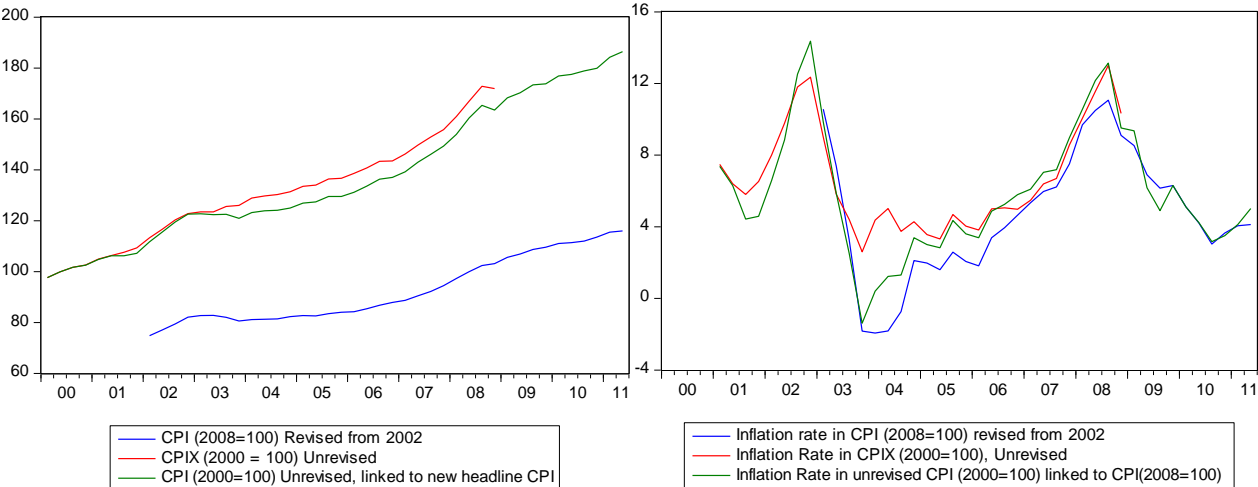 200
180
160
140
120
100
80
60
00 01 02 03 04 05 06 07 08 09 10 11
CPI (2008=100) Revised from 2002
CPIX (2000 = 100) Unrevised
CPI (2000=100) Unrevised, linked to new headline CPI
16
12
8
4
0
-4
00 01 02 03 04 05 06 07 08 09 10 11
Inflation rate in CPI (2008=100) revised from 2002
Inflation Rate in CPIX (2000=100), Unrevised
Inflation Rate in unrevised CPI (2000=100) linked to CPI(2008=100)